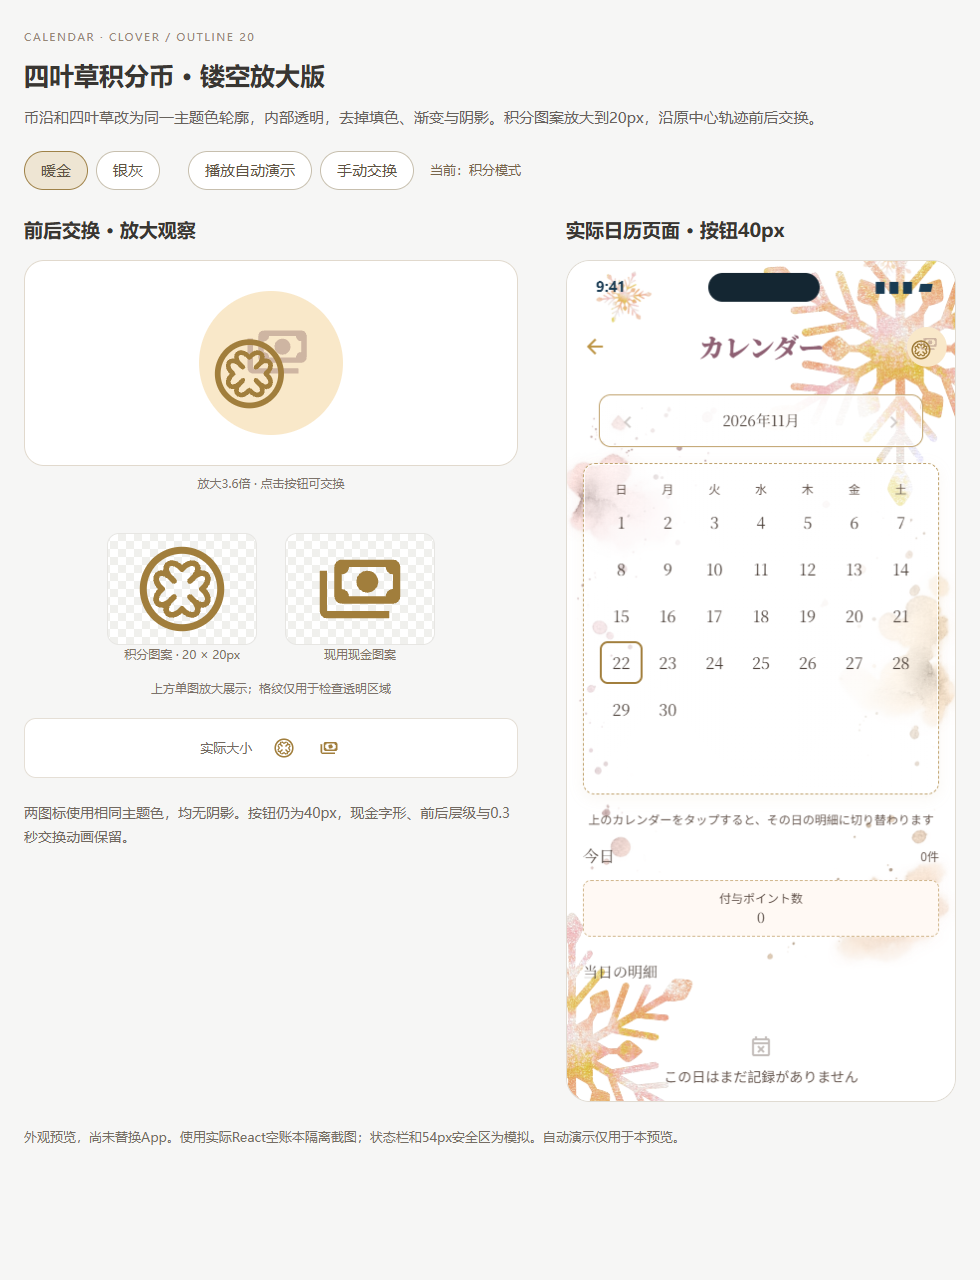 CALENDAR · CLOVER / OUTLINE 20
四叶草积分币 • 镂空放大版
币沿和四叶草改为同一主题色轮廓，内部透明，去掉填色、渐变与阴影。积分图案放大到20px，沿原中心轨迹前后交换。
暖金 银灰 播放自动演示 手动交换 当前：积分模式
前后交换 • 放大观察
放大3.6倍 · 点击按钮可交换
积分图案 · 20 × 20px 现用现金图案
上方单图放大展示；格纹仅用于检查透明区域
实际大小
两图标使用相同主题色，均无阴影。按钮仍为40px，现金字形、前后层级与0.3
秒交换动画保留。
实际日历页面 • 按钮40px
9:41
カレンダー
2026年11月
日 月 火 水 木 金 土
1 2 3 4 5 6 7
8 9 10 11 12 13 14
15 16 17 18 19 20 21
22 23 24 25 26 27 28
29 30
上のカレンダーをタップすると、その日の明細に切り替わります
今日 0件
付与ポイント数
0
当日の明細
この日はまだ記録がありません
外观预览，尚未替换App。使用实际React空账本隔离截图；状态栏和54px安全区为模拟。自动演示仅用于本预览。